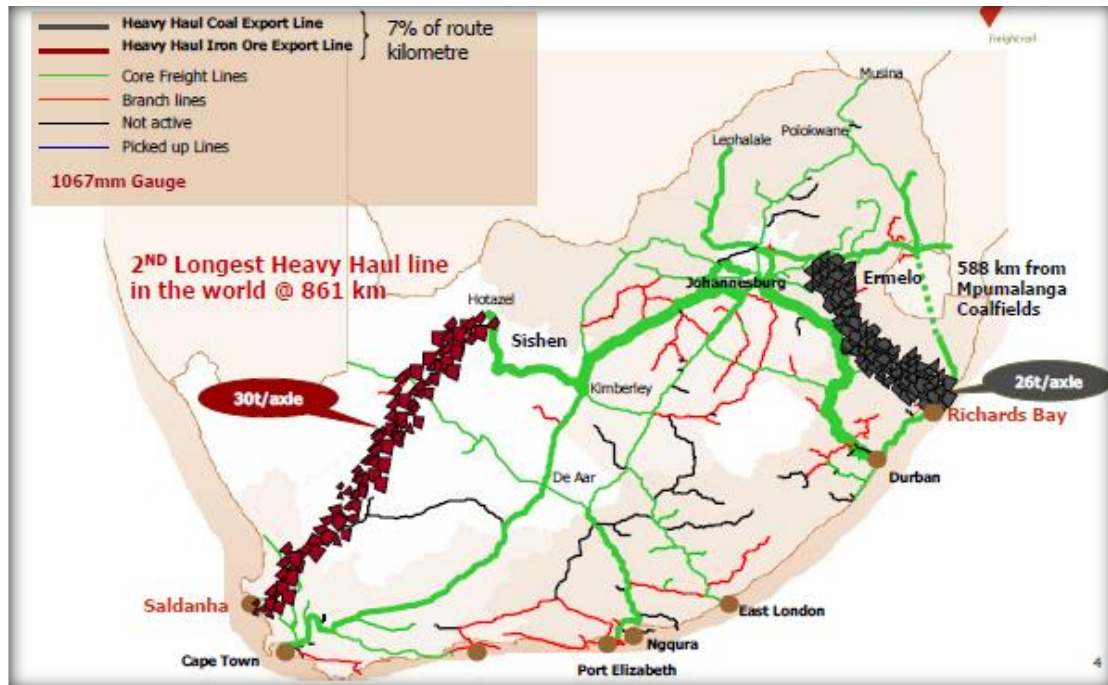 Heavy Haul Coal Export Line
Heavy Haul Iron Ore Export Line
7% of route
kilometre
Core Freight Lines
Branch lines
Not active
Picked up Lines
1067mm Gauge
freight rail
Musina
Polokwane
Lephalale
2ND Longest Heavy Haul line
in the world @ 861 km
Johannesburg
Ermelo
588 km from
Mpumalanga
Coalfields
Hotazel
Sishen
30t/axle
Kimberley
26t/axle
Richards Bay
De Aar
Durban
Saldanha
East London
Ngqura
Cape Town
Port Elizabeth
4